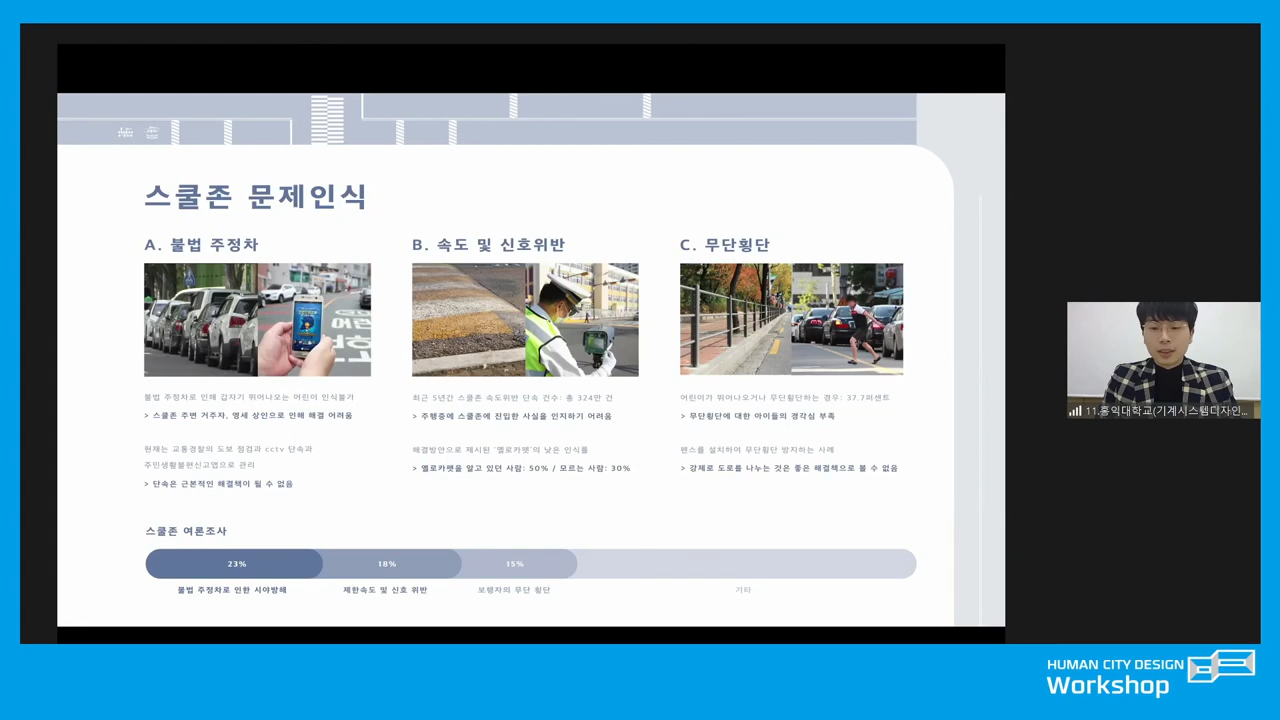 스쿨존 문제인식
A. 불법 주정차
불법 주정차로 인해 갑자기 뛰어나오는 어린이 인식불가
> 스쿨존 주변 거주자, 영세 상인으로 인해 해결 어려움
현재는 교통경찰의 도보 점검과 cctv 단속과
주민생활불편신고앱으로 관리
> 단속은 근본적인 해결책이 될 수 없음
B. 속도 및 신호위반
최근 5년간 스쿨존 속도위반 단속 건수: 총 324만 건
> 주행중에 스쿨존에 진입한 사실을 인지하기 어려움
해결방안으로 제시된 '옐로카펫'의 낮은 인식률
> 옐로카펫을 알고 있던 사람: 50% / 모르는 사람: 30%
C. 무단횡단
어린이가 뛰어나오거나 무단횡단하는 경우: 37.7퍼센트
> 무단횡단에 대한 아이들의 경각심 부족
펜스를 설치하여 무단횡단 방지하는 사례
> 강제로 도로를 나누는 것은 좋은 해결책으로 볼 수 없음
스쿨존 여론조사
23% 18% 15%
불법 주정차로 인한 시야방해 제한속도 및 신호 위반 보행자의 무단 횡단 기타
11.홍익대학교(기계시스템디자인...
HUMAN CITY DESIGN
Workshop